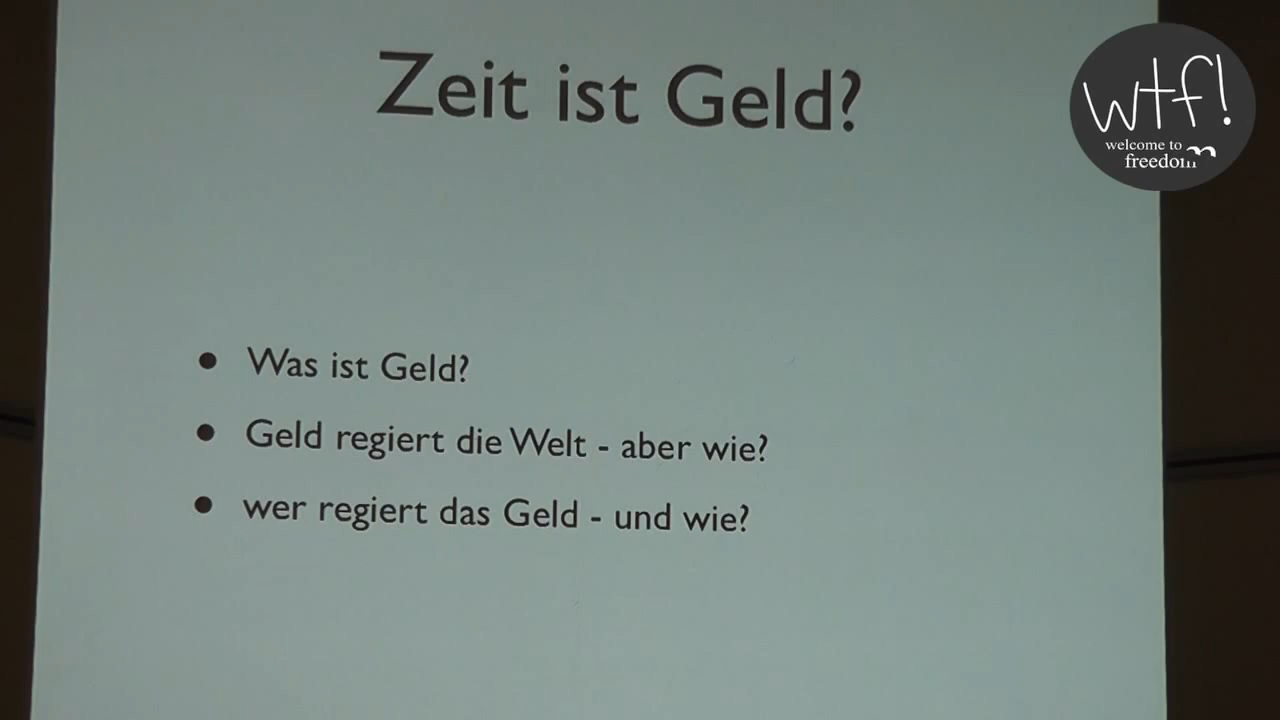 Zeit ist Geld?
wtf!
welcome to
freedom
• Was ist Geld?
• Geld regiert die Welt - aber wie?
• wer regiert das Geld - und wie?